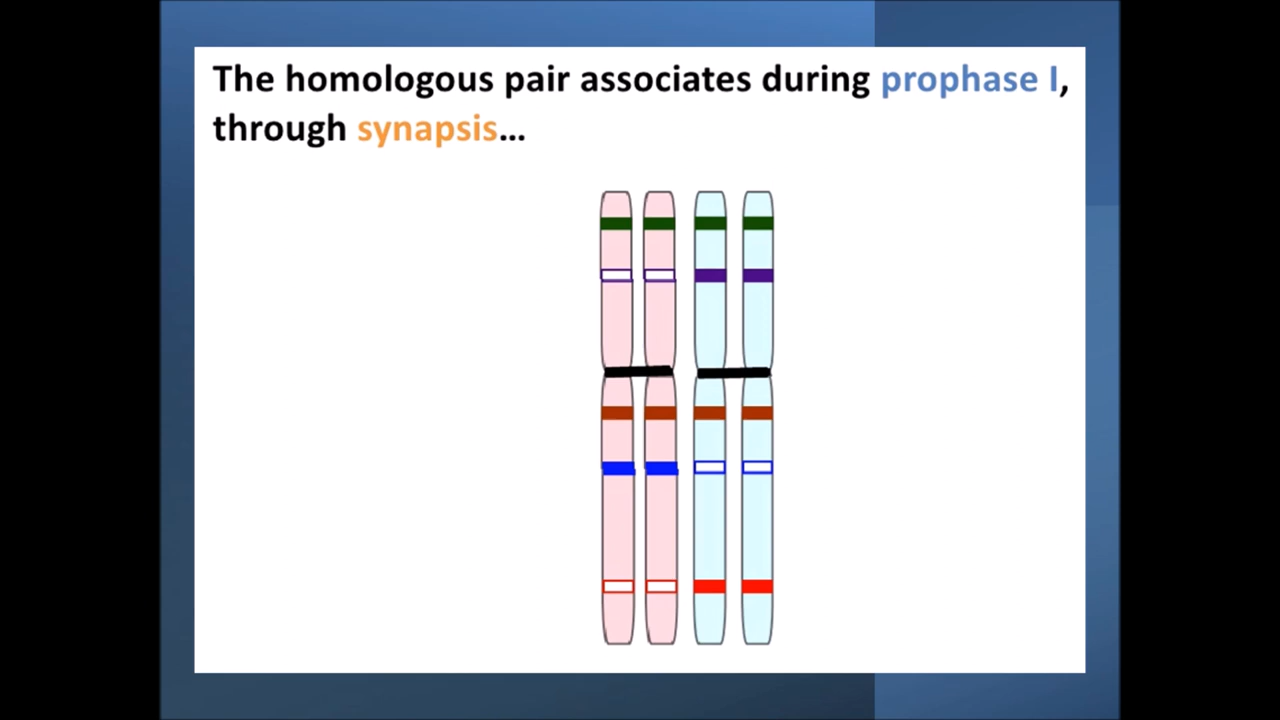 The homologous pair associates during prophase I,
through synapsis...